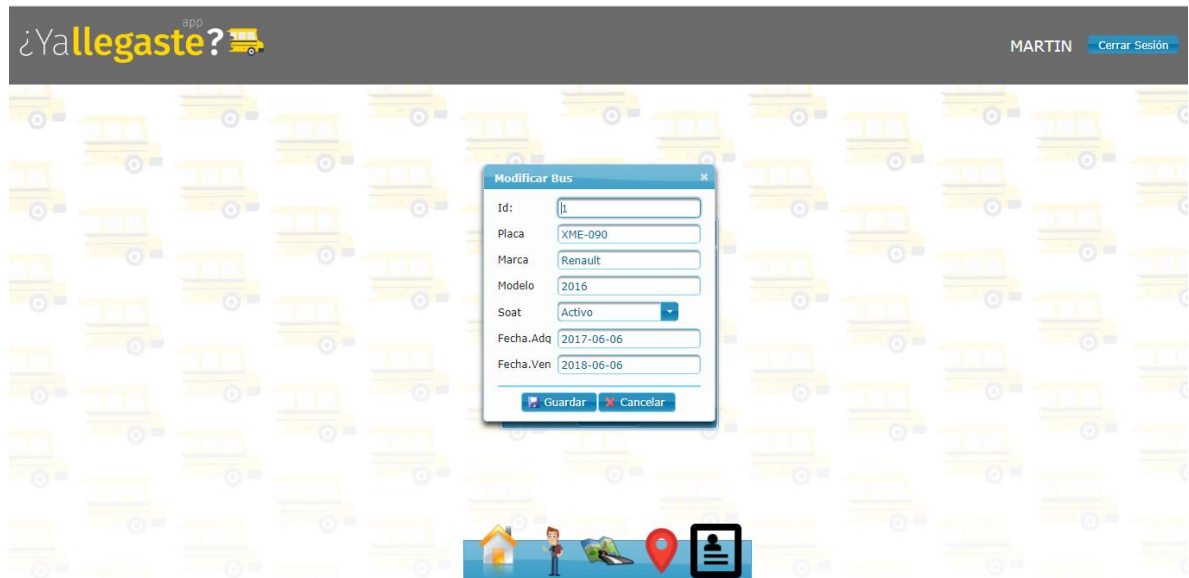 app
¿Yallegaste?
MARTIN Cerrar Sesión
Modificar Bus
Id: 1
Placa XME-090
Marca Renault
Modelo 2016
Soat Activo
Fecha.Adq 2017-06-06
Fecha.Ven 2018-06-06
Guardar Cancelar